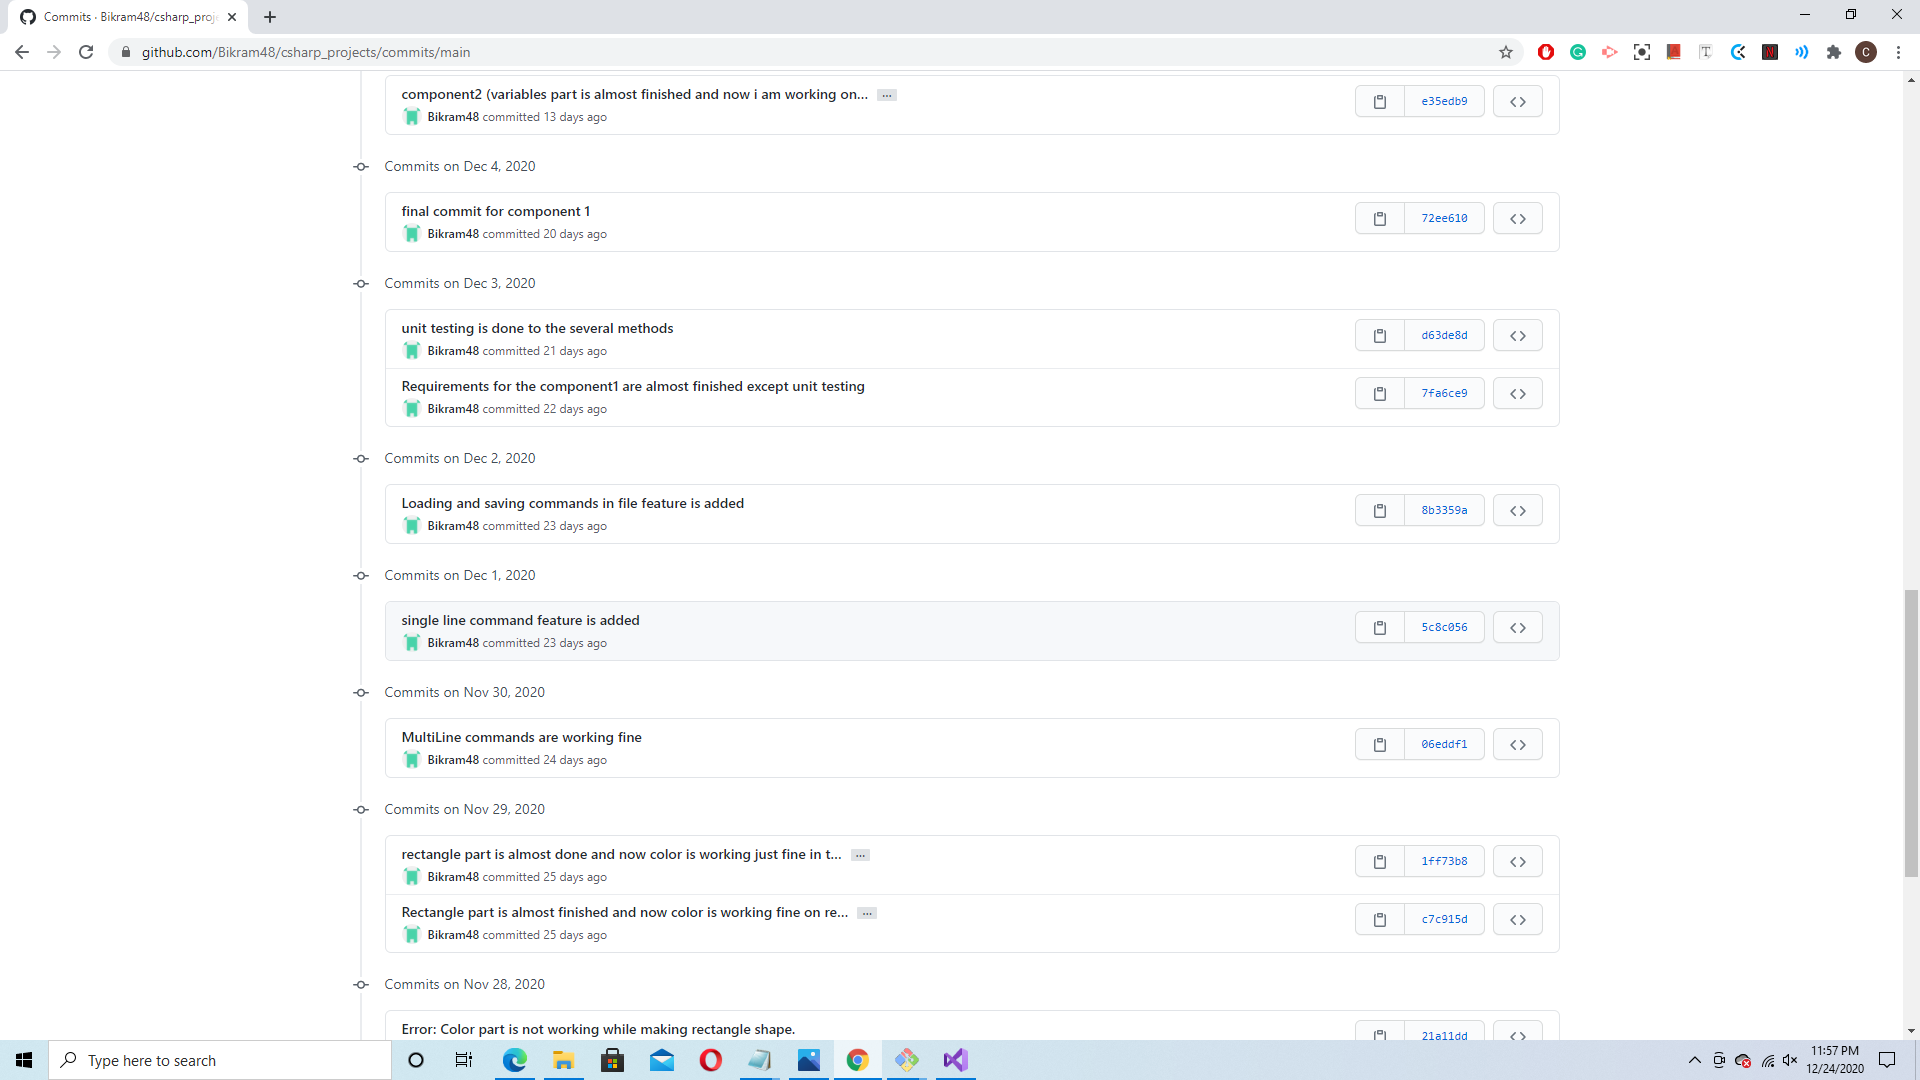 Commits · Bikram48/csharp_proje
github.com/Bikram48/csharp_projects/commits/main
C
component2 (variables part is almost finished and now i am working on... …
Bikram48 committed 13 days ago
e35edb9
Commits on Dec 4, 2020
final commit for component 1
Bikram48 committed 20 days ago
72ee610
Commits on Dec 3, 2020
unit testing is done to the several methods
Bikram48 committed 21 days ago
d63de8d
Requirements for the component1 are almost finished except unit testing
Bikram48 committed 22 days ago
7fa6ce9
Commits on Dec 2, 2020
Loading and saving commands in file feature is added
Bikram48 committed 23 days ago
8b3359a
Commits on Dec 1, 2020
single line command feature is added
Bikram48 committed 23 days ago
5c8c056
Commits on Nov 30, 2020
MultiLine commands are working fine
Bikram48 committed 24 days ago
06eddf1
Commits on Nov 29, 2020
rectangle part is almost done and now color is working just fine in t... …
Bikram48 committed 25 days ago
1ff73b8
Rectangle part is almost finished and now color is working fine on re... …
Bikram48 committed 25 days ago
c7c915d
Commits on Nov 28, 2020
Error: Color part is not working while making rectangle shape.
21a11dd
Type here to search
11:57 PM
12/24/2020